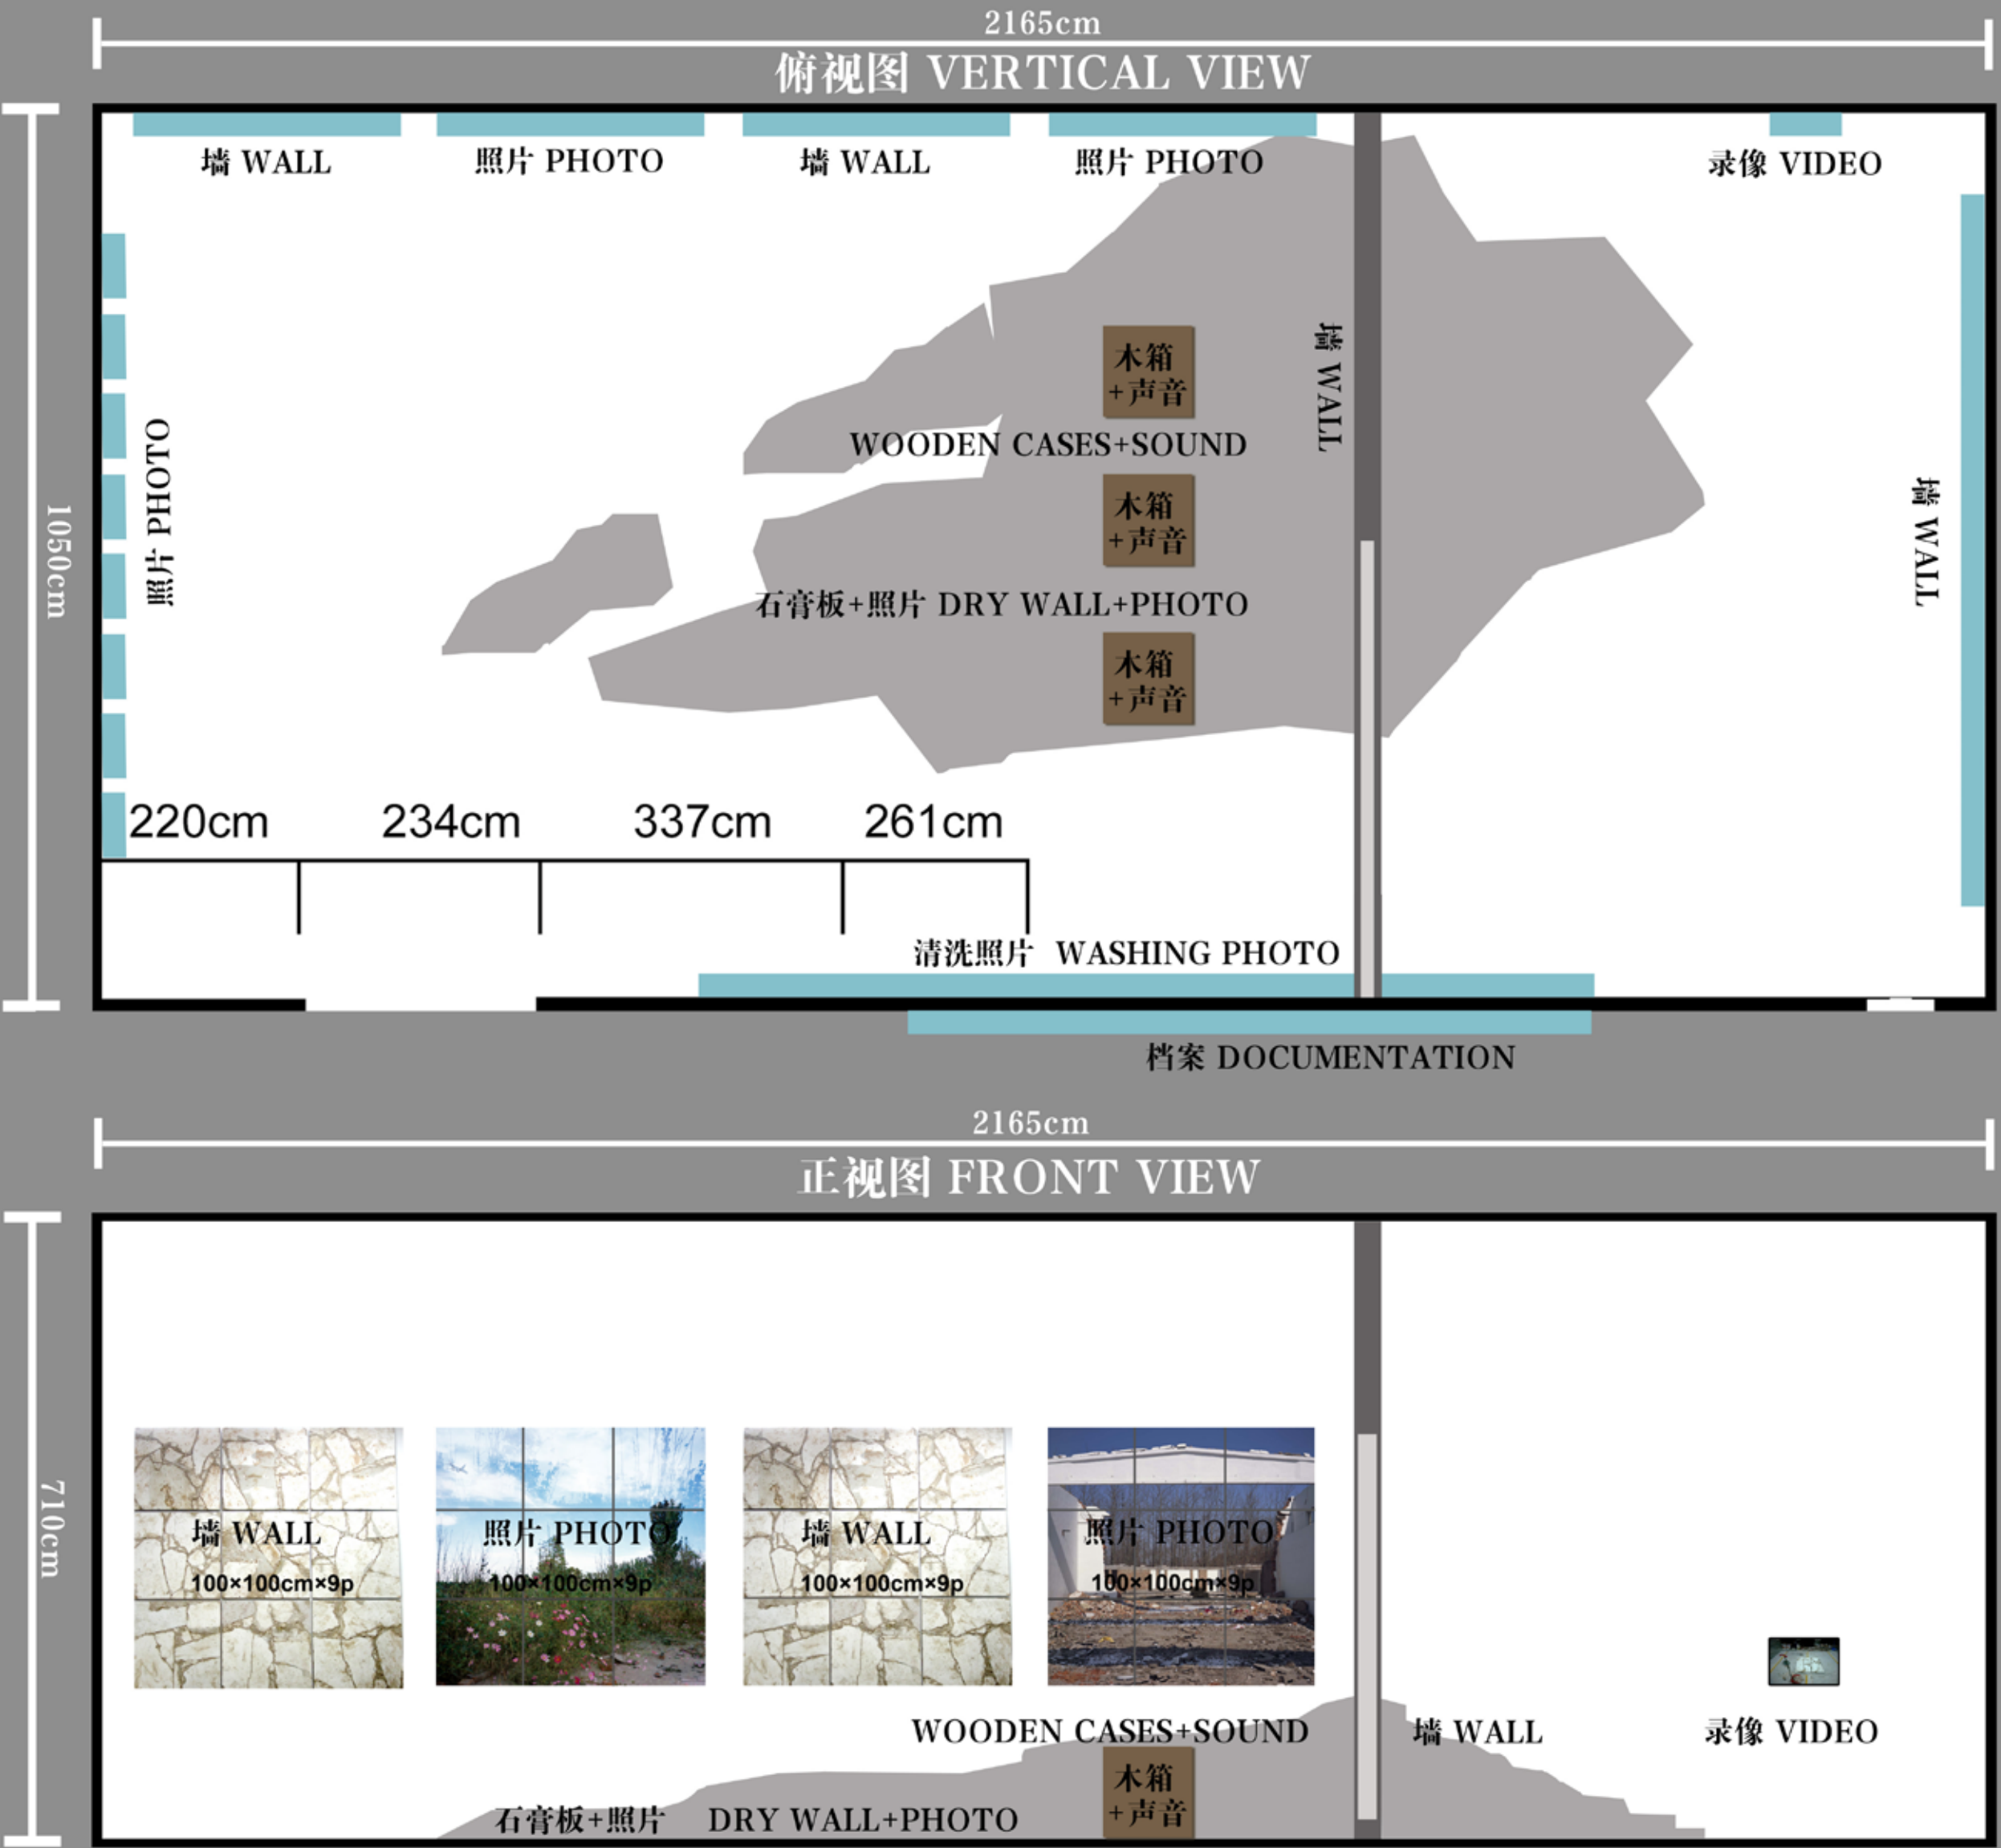 2165cm
俯视图 VERTICAL VIEW
墙 WALL
照片 PHOTO
墙 WALL
照片 PHOTO
录像 VIDEO
1050cm
照片 PHOTO
木箱
+声音
墙 WALL
WOODEN CASES+SOUND
木箱
+声音
墙 WALL
石膏板+照片 DRY WALL+PHOTO
木箱
+声音
220cm
234cm
337cm
261cm
清洗照片 WASHING PHOTO
档案 DOCUMENTATION
2165cm
正视图 FRONT VIEW
710cm
墙 WALL
100×100cm×9p
照片 PHOTO
100×100cm×9p
墙 WALL
100×100cm×9p
照片 PHOTO
100×100cm×9p
WOODEN CASES+SOUND
墙 WALL
录像 VIDEO
木箱
+声音
石膏板+照片 DRY WALL+PHOTO